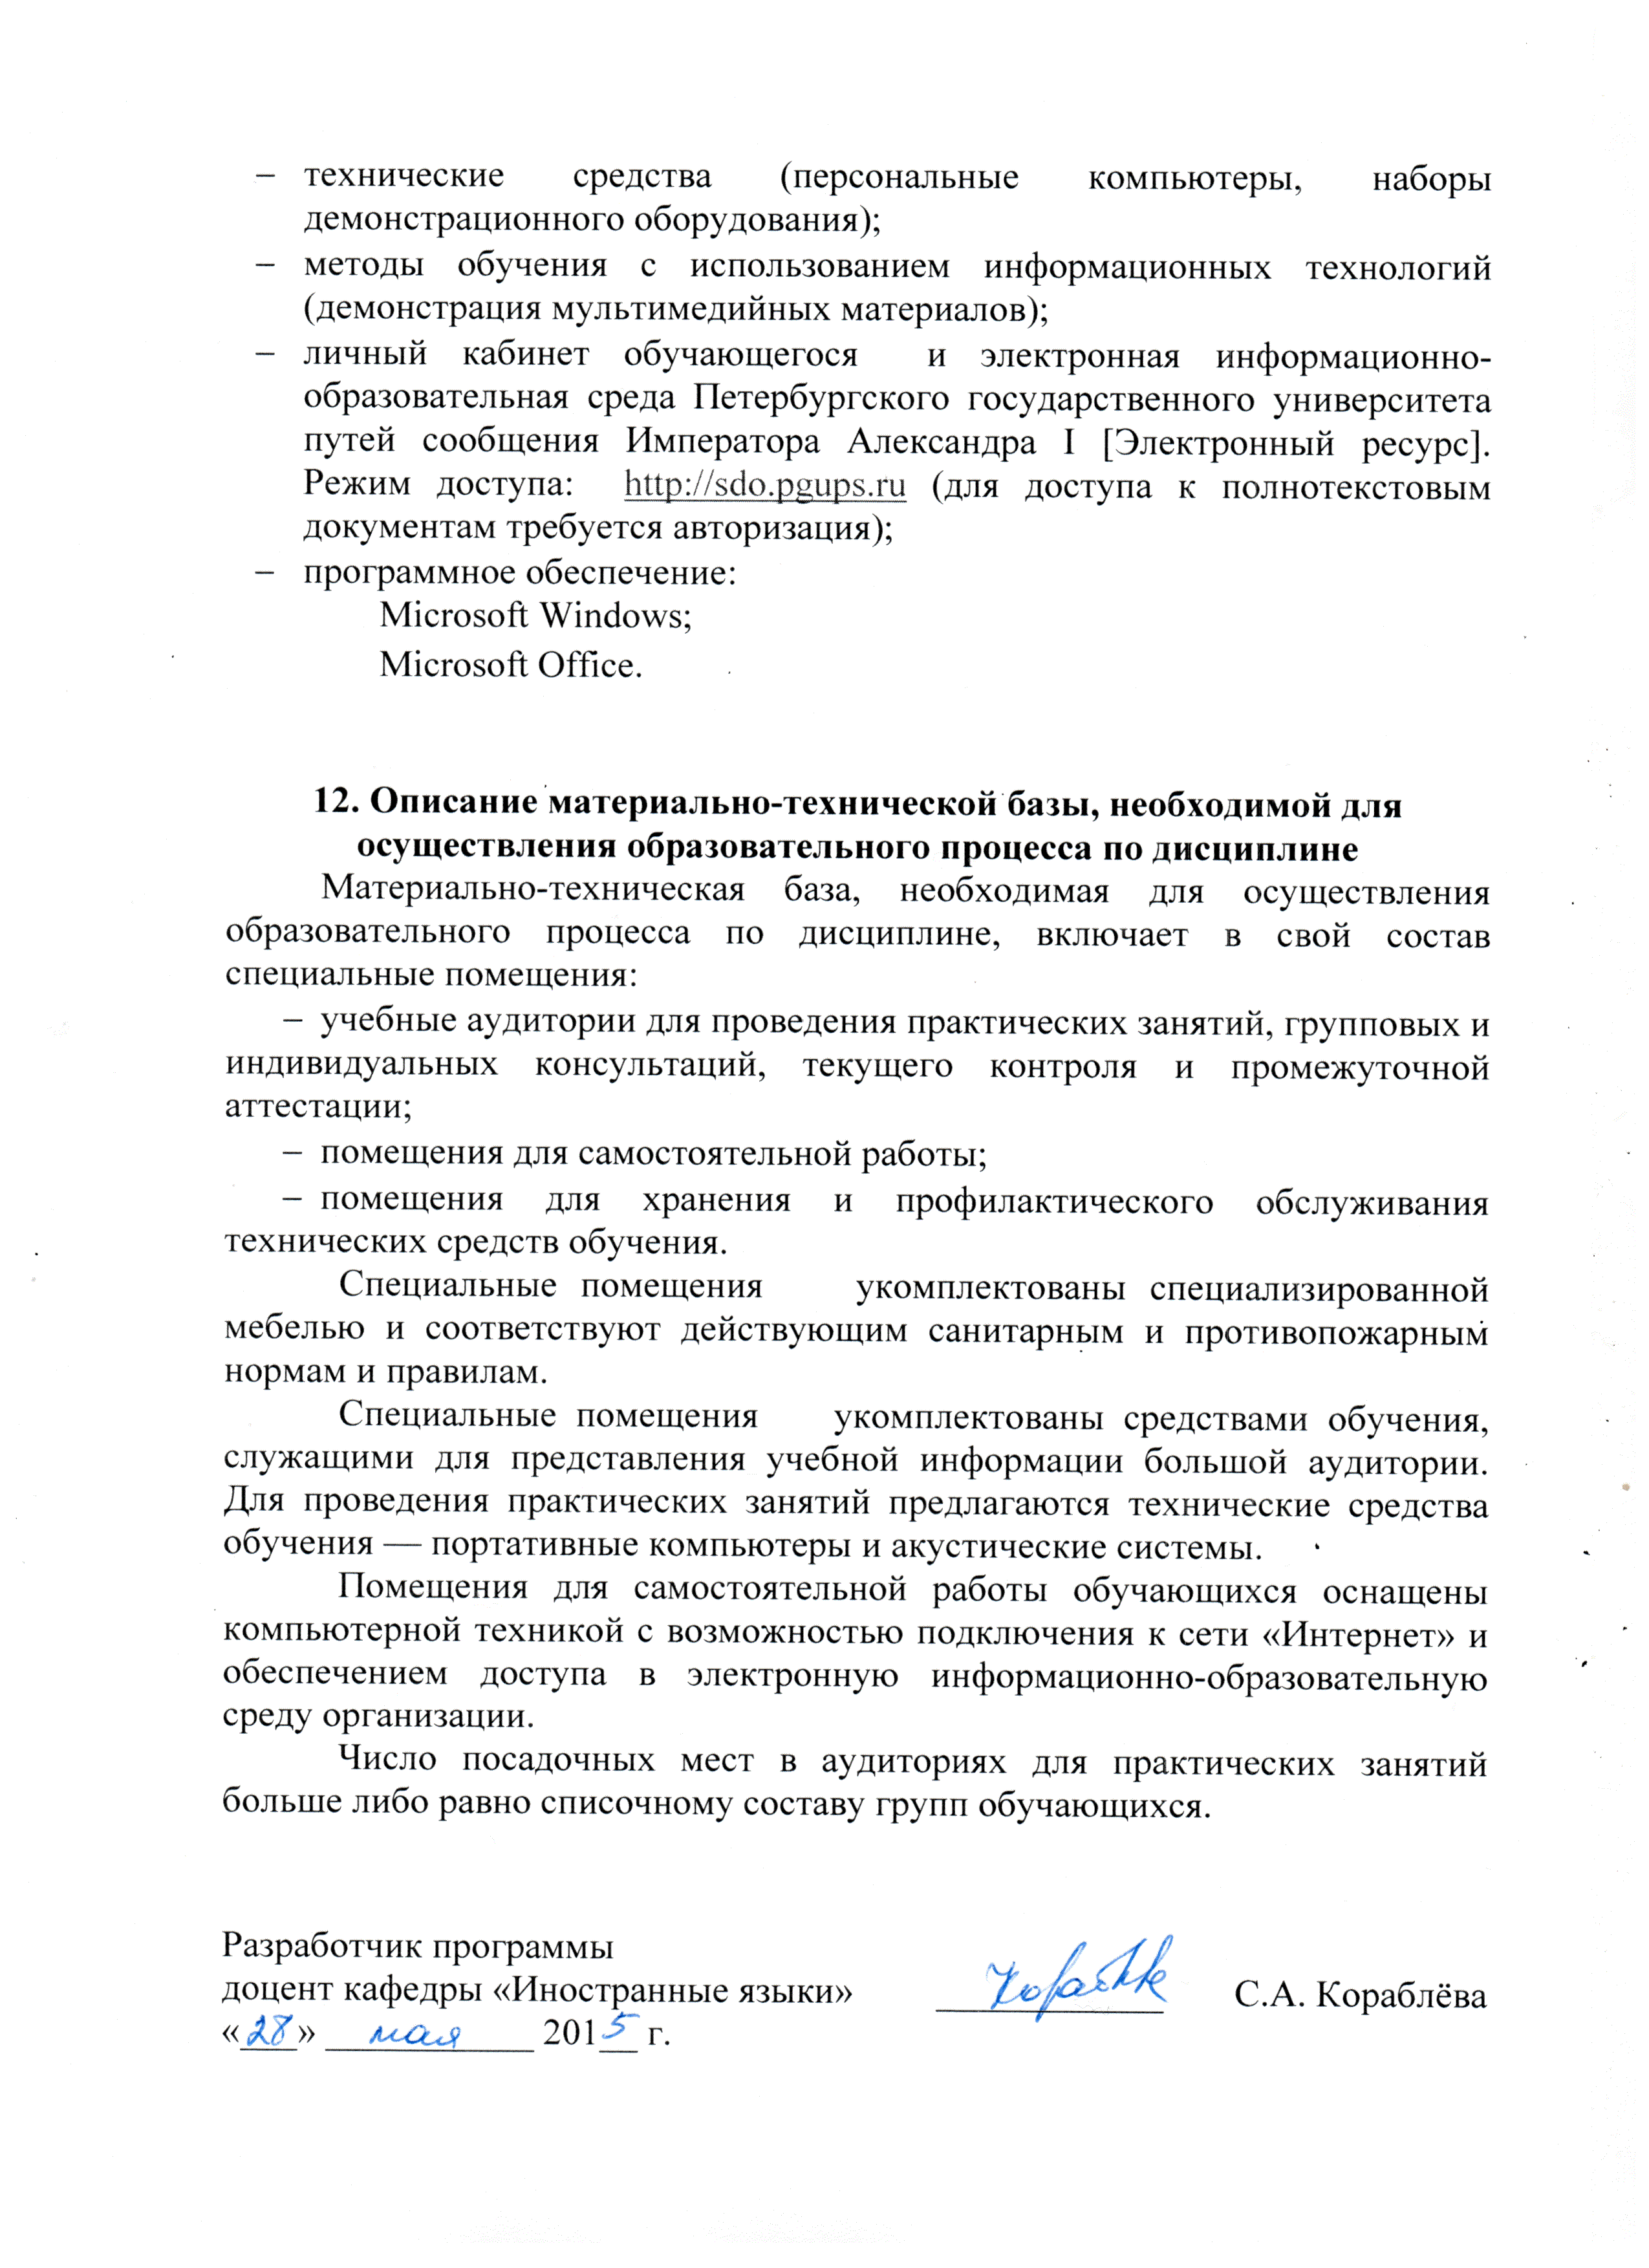 – технические средства (персональные компьютеры, наборы
демонстрационного оборудования);
– методы обучения с использованием информационных технологий
(демонстрация мультимедийных материалов);
– личный кабинет обучающегося и электронная информационно-
образовательная среда Петербургского государственного университета
путей сообщения Императора Александра I [Электронный ресурс].
Режим доступа: http://sdo.pgups.ru (для доступа к полнотекстовым
документам требуется авторизация);
– программное обеспечение:
Microsoft Windows;
Microsoft Office.
12. Описание материально-технической базы, необходимой для
осуществления образовательного процесса по дисциплине
Материально-техническая база, необходимая для осуществления
образовательного процесса по дисциплине, включает в свой состав
специальные помещения:
– учебные аудитории для проведения практических занятий, групповых и
индивидуальных консультаций, текущего контроля и промежуточной
аттестации;
– помещения для самостоятельной работы;
– помещения для хранения и профилактического обслуживания
технических средств обучения.
Специальные помещения укомплектованы специализированной
мебелью и соответствуют действующим санитарным и противопожарным
нормам и правилам.
Специальные помещения укомплектованы средствами обучения,
служащими для представления учебной информации большой аудитории.
Для проведения практических занятий предлагаются технические средства
обучения — портативные компьютеры и акустические системы.
Помещения для самостоятельной работы обучающихся оснащены
компьютерной техникой с возможностью подключения к сети «Интернет» и
обеспечением доступа в электронную информационно-образовательную
среду организации.
Число посадочных мест в аудиториях для практических занятий
больше либо равно списочному составу групп обучающихся.
Разработчик программы
доцент кафедры «Иностранные языки» С.А. Кораблёва
«28» мая 2015 г.